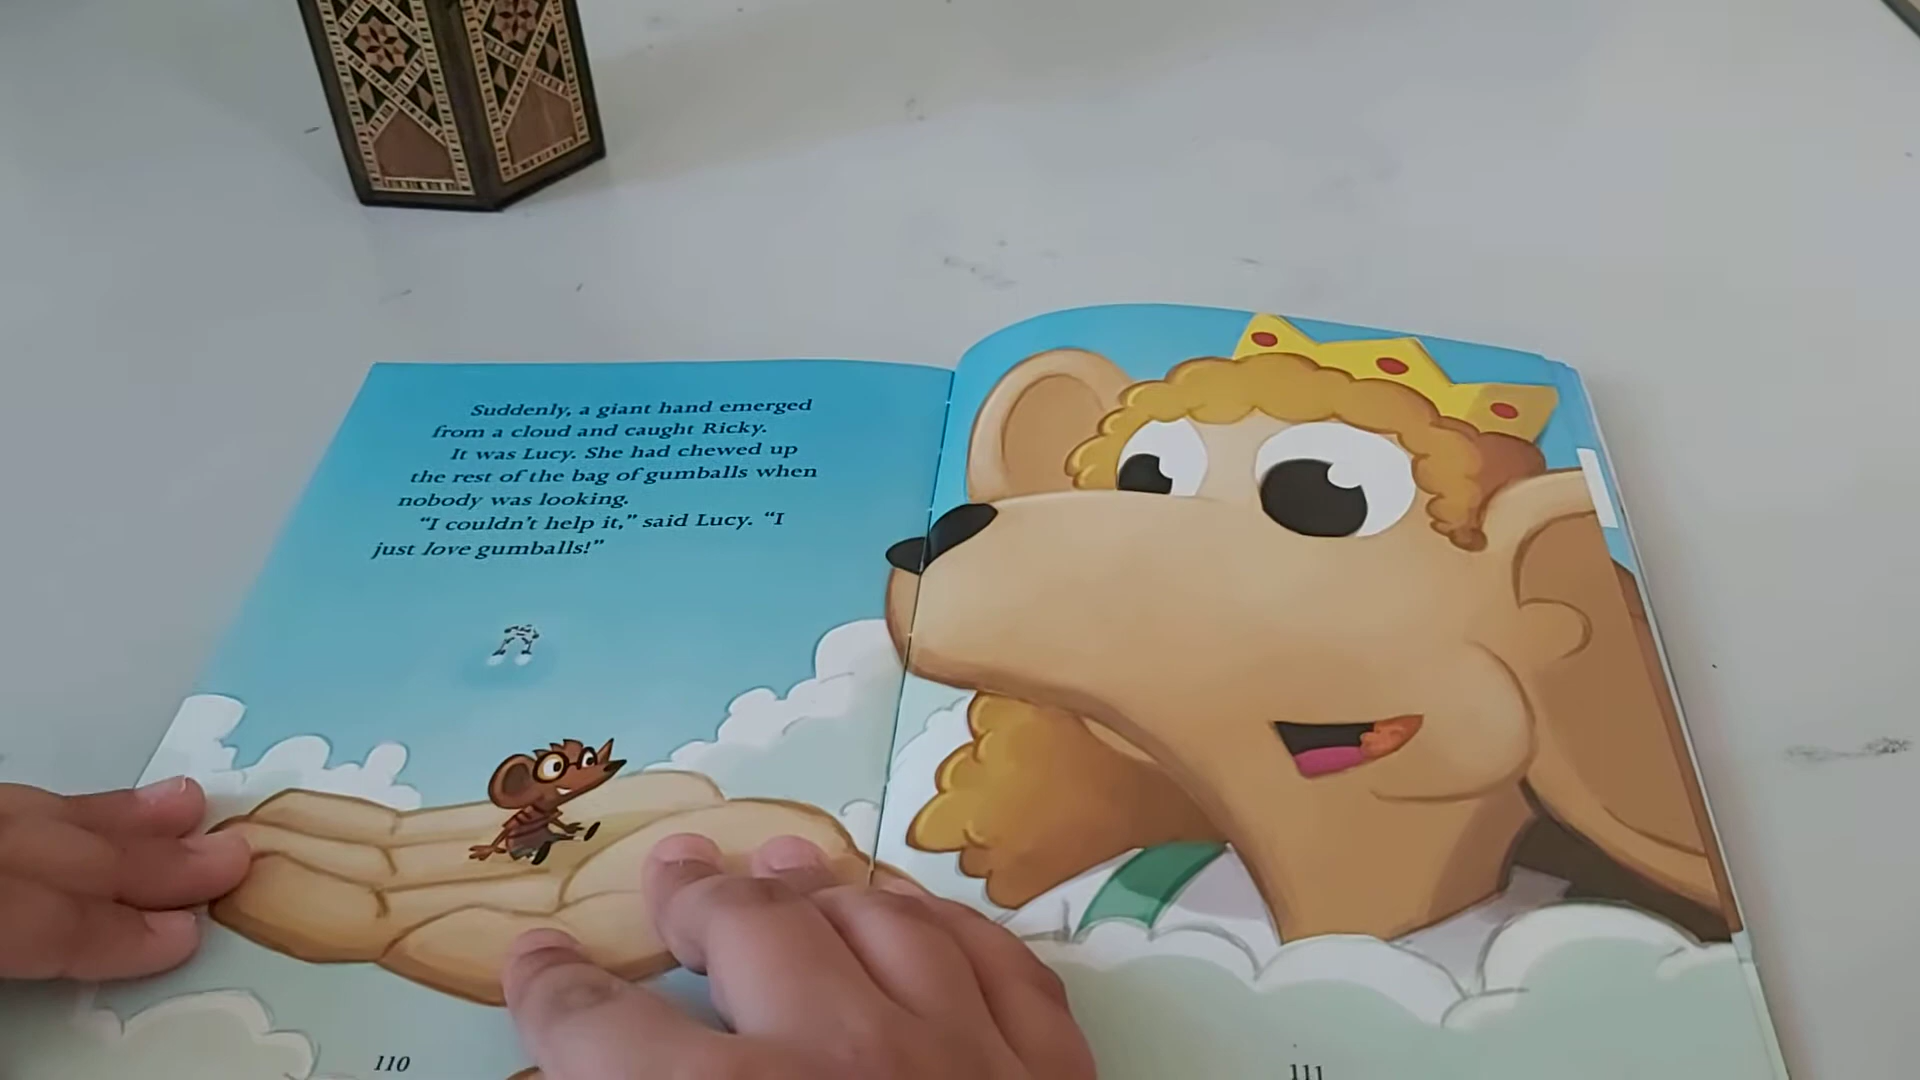 Suddenly, a giant hand emerged
from a cloud and caught Ricky.
It was Lucy. She had chewed up
the rest of the bag of gumballs when
nobody was looking.
“I couldn’t help it,” said Lucy. “I
just love gumballs!”
110
111